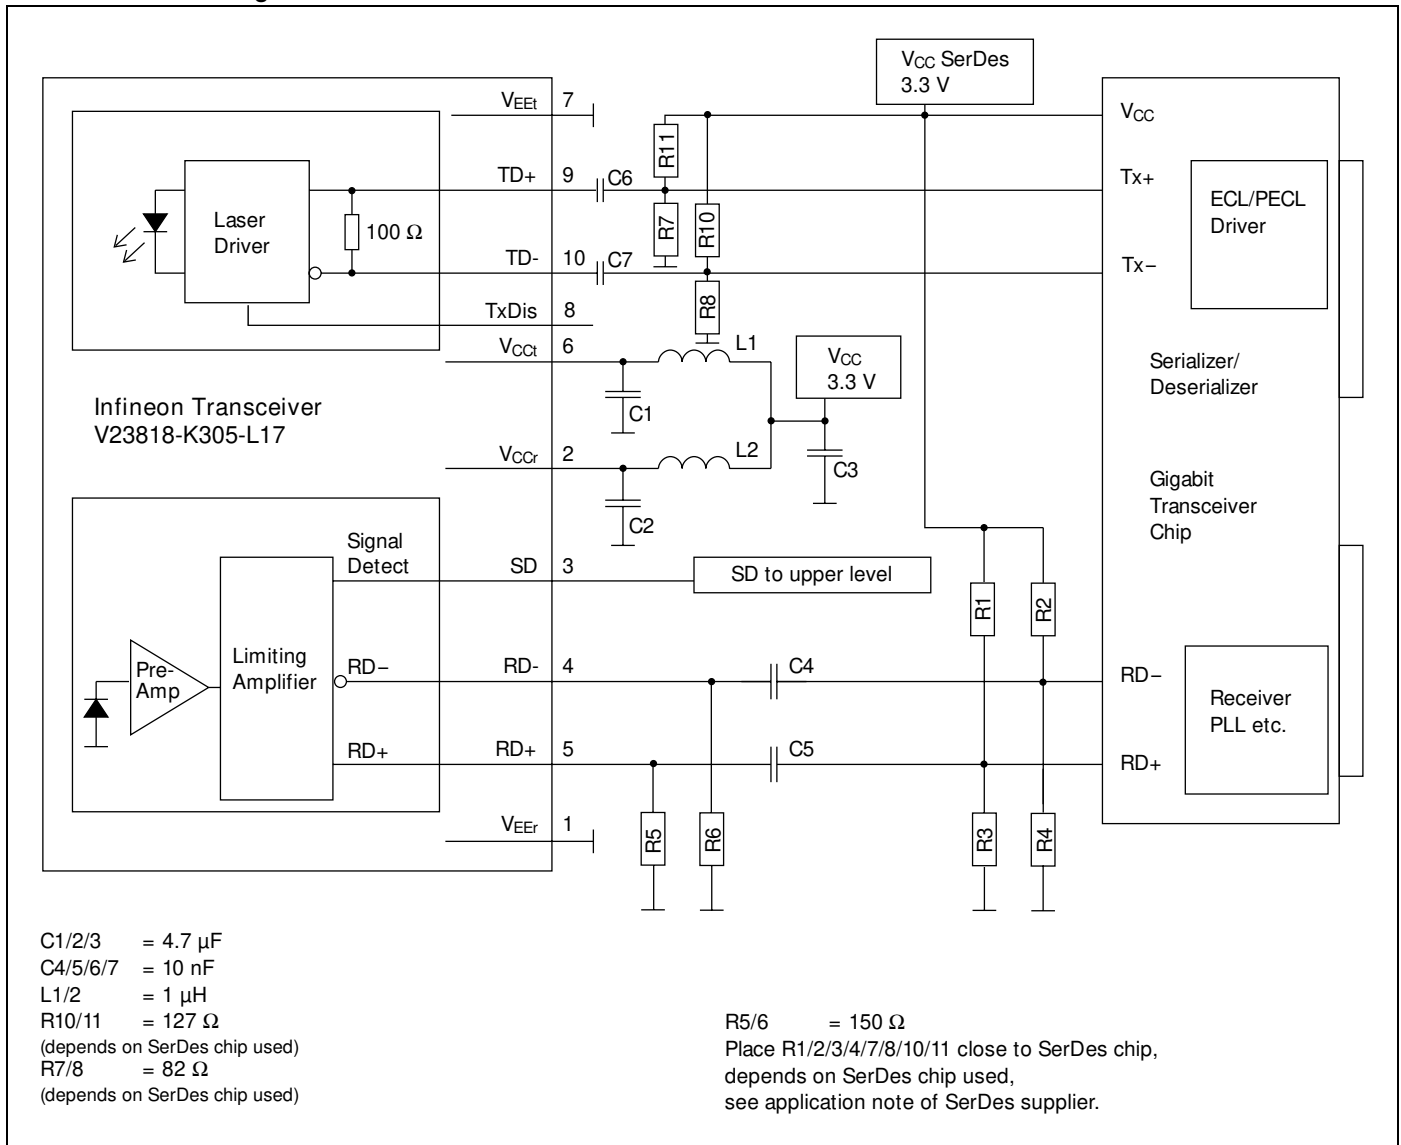 V_CC SerDes
3.3 V
V_EEt 7
V_CC
R11
TD+ 9 C6
Tx+
Laser
Driver
100 Ω
R7
R10
ECL/PECL
Driver
TD- 10 C7
Tx−
R8
TxDis 8
V_CCt 6
L1
V_CC
3.3 V
Serializer/
Deserializer
C1
Infineon Transceiver
V23818-K305-L17
V_CCr 2
L2
C3
C2
Gigabit
Transceiver
Chip
Signal
Detect
SD 3
SD to upper level
R1
R2
Pre-
Amp
Limiting
Amplifier
RD−
RD- 4
C4
RD−
Receiver
PLL etc.
RD+
RD+ 5
C5
RD+
V_EEr 1
R5
R6
R3
R4
C1/2/3 = 4.7 µF
C4/5/6/7 = 10 nF
L1/2 = 1 µH
R10/11 = 127 Ω
(depends on SerDes chip used)
R7/8 = 82 Ω
(depends on SerDes chip used)
R5/6 = 150 Ω
Place R1/2/3/4/7/8/10/11 close to SerDes chip,
depends on SerDes chip used,
see application note of SerDes supplier.